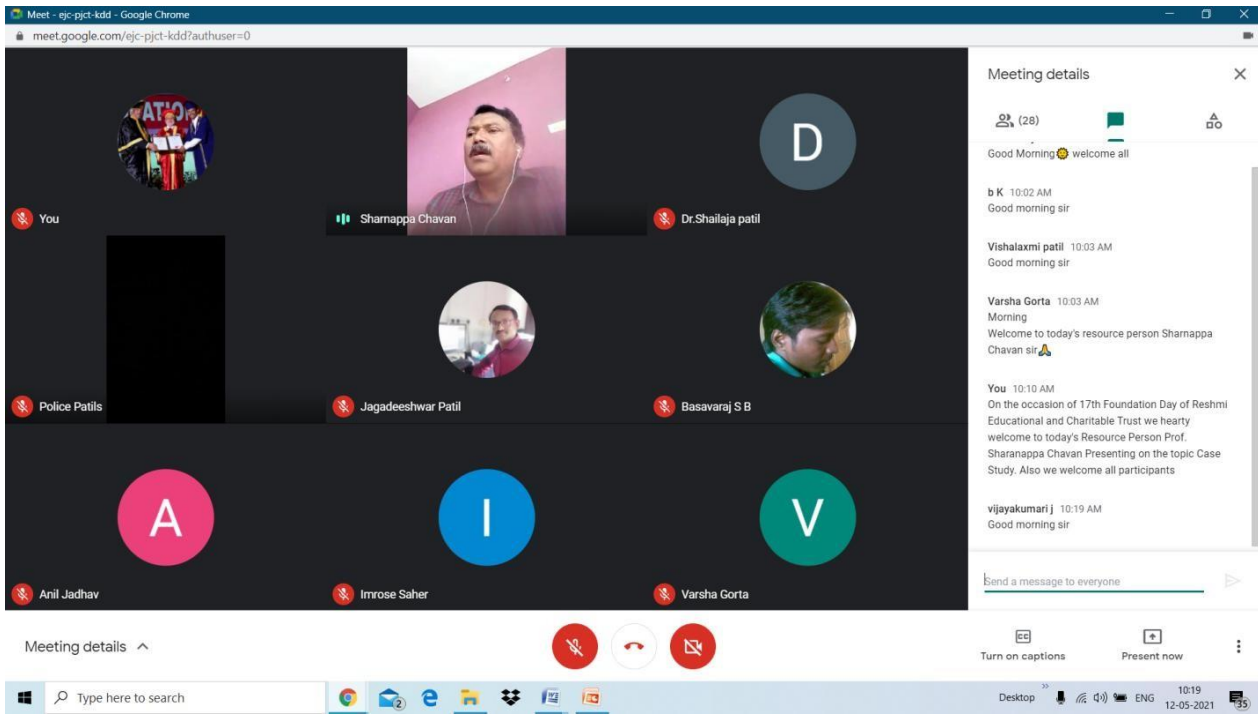 Meet - ejc-pjct-kdd - Google Chrome
meet.google.com/ejc-pjct-kdd?authuser=0
ATION
You
Sharnappa Chavan
D
Dr.Shailaja patil
Police Patils
Jagadeeshwar Patil
Basavaraj S B
A
Anil Jadhav
I
Imrose Saher
V
Varsha Gorta
Meeting details
(28)
Good Morning🌞 welcome all
b K 10:02 AM
Good morning sir
Vishalaxmi patil 10:03 AM
Good morning sir
Varsha Gorta 10:03 AM
Morning
Welcome to today's resource person Sharnappa
Chavan sir🙏
You 10:10 AM
On the occasion of 17th Foundation Day of Reshmi
Educational and Charitable Trust we hearty
welcome to today's Resource Person Prof.
Sharanappa Chavan Presenting on the topic Case
Study. Also we welcome all participants
vijayakumari j 10:19 AM
Good morning sir
Send a message to everyone
Meeting details
CC
Turn on captions
Present now
Type here to search
2
Desktop
ENG
10:19
12-05-2021
35